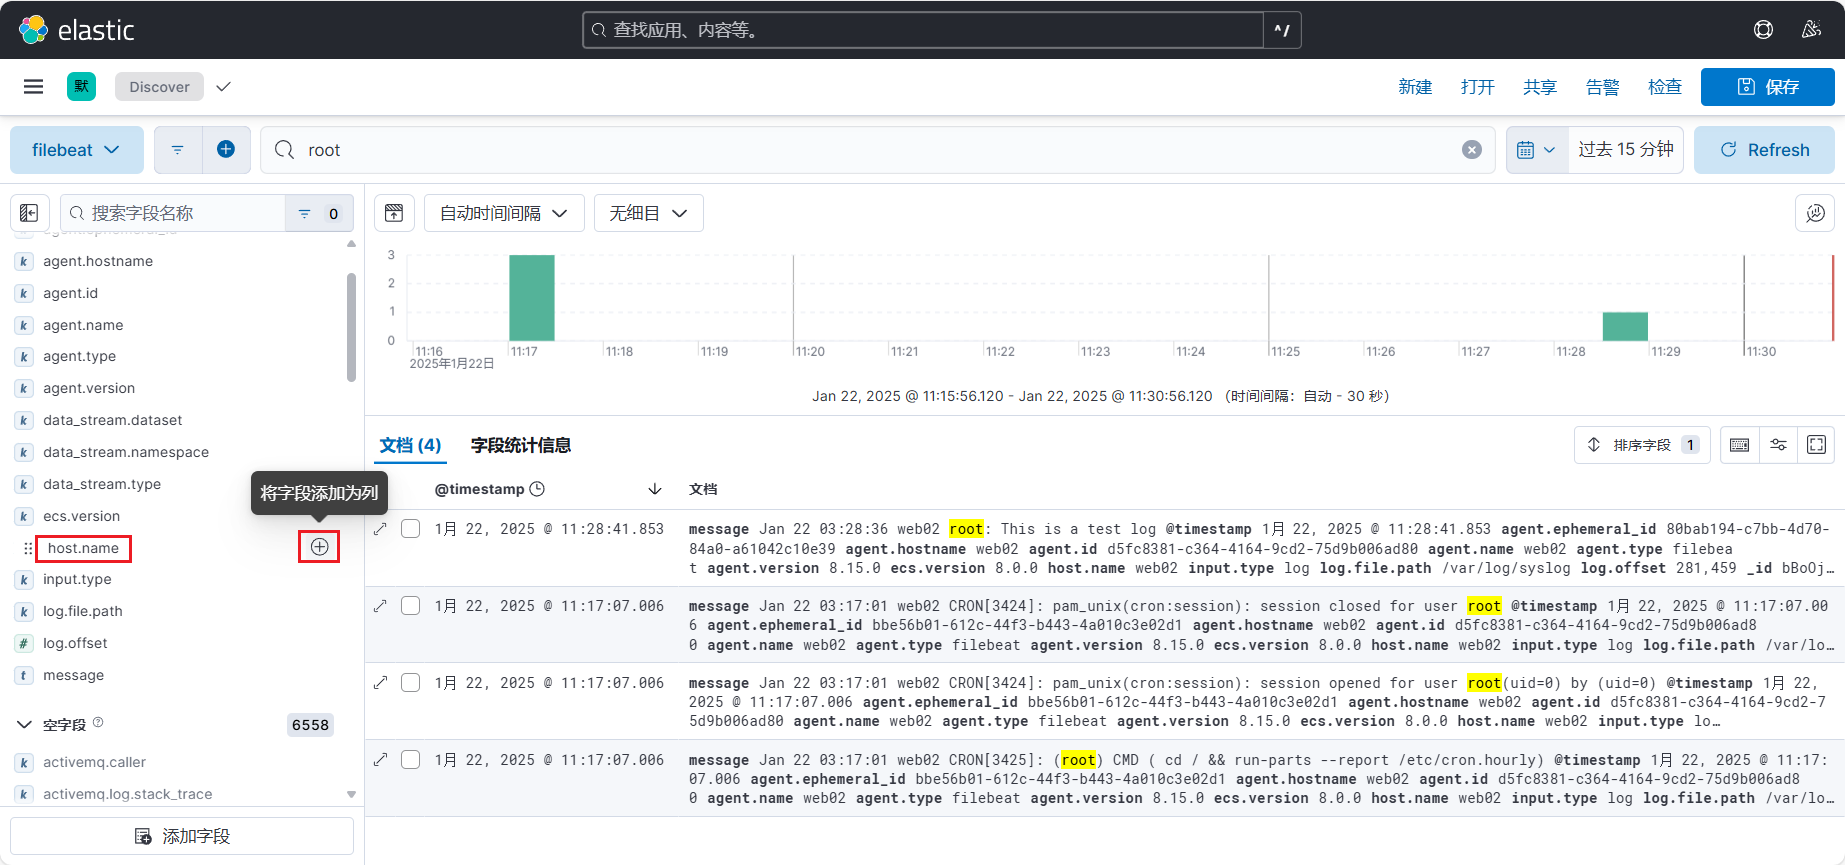 elastic
查找应用、内容等。
^/
默
Discover
新建
打开
共享
告警
检查
保存
filebeat
root
过去 15 分钟
Refresh
搜索字段名称
0
自动时间间隔
无细目
agent.ephemeral_id
k agent.hostname
k agent.id
k agent.name
k agent.type
k agent.version
k data_stream.dataset
k data_stream.namespace
k data_stream.type
将字段添加为列
k ecs.version
host.name
k input.type
k log.file.path
# log.offset
t message
空字段
6558
k activemq.caller
k activemq.log.stack_trace
添加字段
3
2
1
0
11:16
11:17
11:18
11:19
11:20
11:21
11:22
11:23
11:24
11:25
11:26
11:27
11:28
11:29
11:30
2025年1月22日
Jan 22, 2025 @ 11:15:56.120 - Jan 22, 2025 @ 11:30:56.120 （时间间隔：自动 - 30 秒）
文档 (4)
字段统计信息
排序字段 1
@timestamp
文档
1月 22, 2025 @ 11:28:41.853
message Jan 22 03:28:36 web02 root: This is a test log @timestamp 1月 22, 2025 @ 11:28:41.853 agent.ephemeral_id 80bab194-c7bb-4d70-
84a0-a61042c10e39 agent.hostname web02 agent.id d5fc8381-c364-4164-9cd2-75d9b006ad80 agent.name web02 agent.type filebea
t agent.version 8.15.0 ecs.version 8.0.0 host.name web02 input.type log log.file.path /var/log/syslog log.offset 281,459 _id bBoOj…
1月 22, 2025 @ 11:17:07.006
message Jan 22 03:17:01 web02 CRON[3424]: pam_unix(cron:session): session closed for user root @timestamp 1月 22, 2025 @ 11:17:07.00
6 agent.ephemeral_id bbe56b01-612c-44f3-b443-4a010c3e02d1 agent.hostname web02 agent.id d5fc8381-c364-4164-9cd2-75d9b006ad8
0 agent.name web02 agent.type filebeat agent.version 8.15.0 ecs.version 8.0.0 host.name web02 input.type log log.file.path /var/lo…
1月 22, 2025 @ 11:17:07.006
message Jan 22 03:17:01 web02 CRON[3424]: pam_unix(cron:session): session opened for user root(uid=0) by (uid=0) @timestamp 1月 22,
2025 @ 11:17:07.006 agent.ephemeral_id bbe56b01-612c-44f3-b443-4a010c3e02d1 agent.hostname web02 agent.id d5fc8381-c364-4164-9cd2-7
5d9b006ad80 agent.name web02 agent.type filebeat agent.version 8.15.0 ecs.version 8.0.0 host.name web02 input.type lo…
1月 22, 2025 @ 11:17:07.006
message Jan 22 03:17:01 web02 CRON[3425]: (root) CMD ( cd / && run-parts --report /etc/cron.hourly) @timestamp 1月 22, 2025 @ 11:17:
07.006 agent.ephemeral_id bbe56b01-612c-44f3-b443-4a010c3e02d1 agent.hostname web02 agent.id d5fc8381-c364-4164-9cd2-75d9b006ad8
0 agent.name web02 agent.type filebeat agent.version 8.15.0 ecs.version 8.0.0 host.name web02 input.type log log.file.path /var/lo…